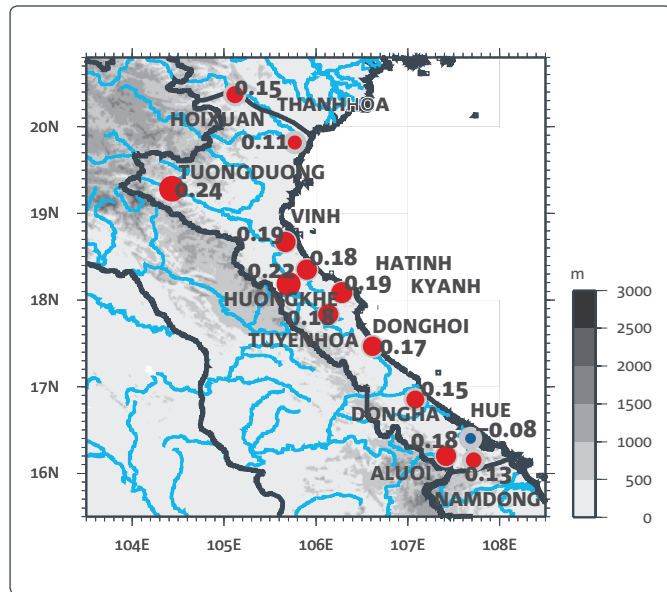 0.15
THANHHOA
HOIXUAN
0.11
TUONGDUONG
0.24
VINH
0.19
0.18
HATINH
0.22
0.19
KYANH
HUONGKHE
0.18
DONGHOI
TUYENHOA
0.17
0.15
DONGHA
HUE
-0.08
0.18
ALUOI
0.13
NAMDONG
20N
19N
18N
17N
16N
104E 105E 106E 107E 108E
m
3000
2500
2000
1500
1000
500
0